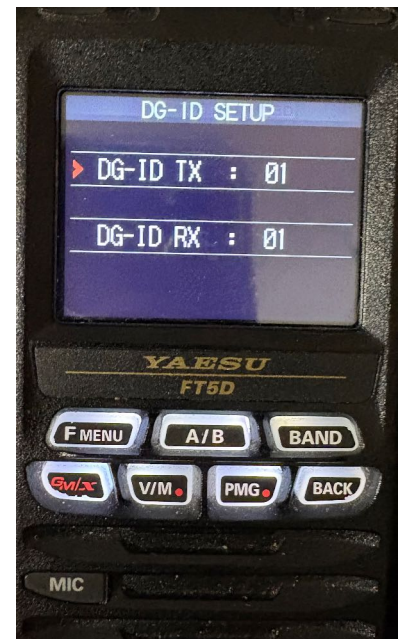 DG-ID SETUP
DG-ID TX : 01
DG-ID RX : 01
YAESU
FT5D
F MENU A/B BAND
GM/X V/M PMG BACK
MIC